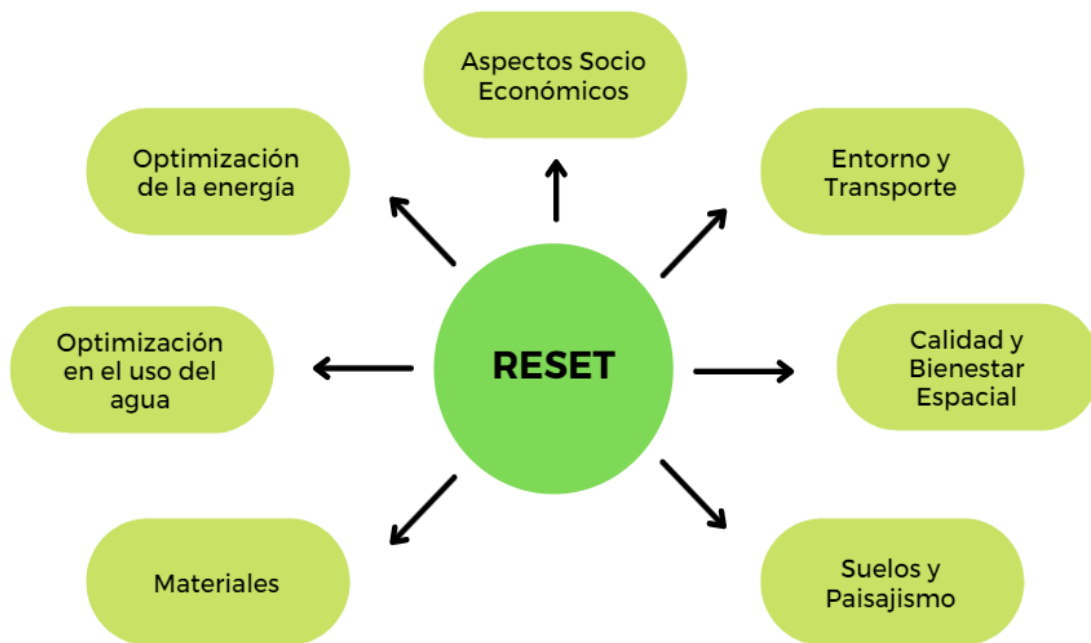 Aspectos Socio
Económicos
Optimización
de la energía
Entorno y
Transporte
Optimización
en el uso del
agua
RESET
Calidad y
Bienestar
Espacial
Materiales
Suelos y
Paisajismo